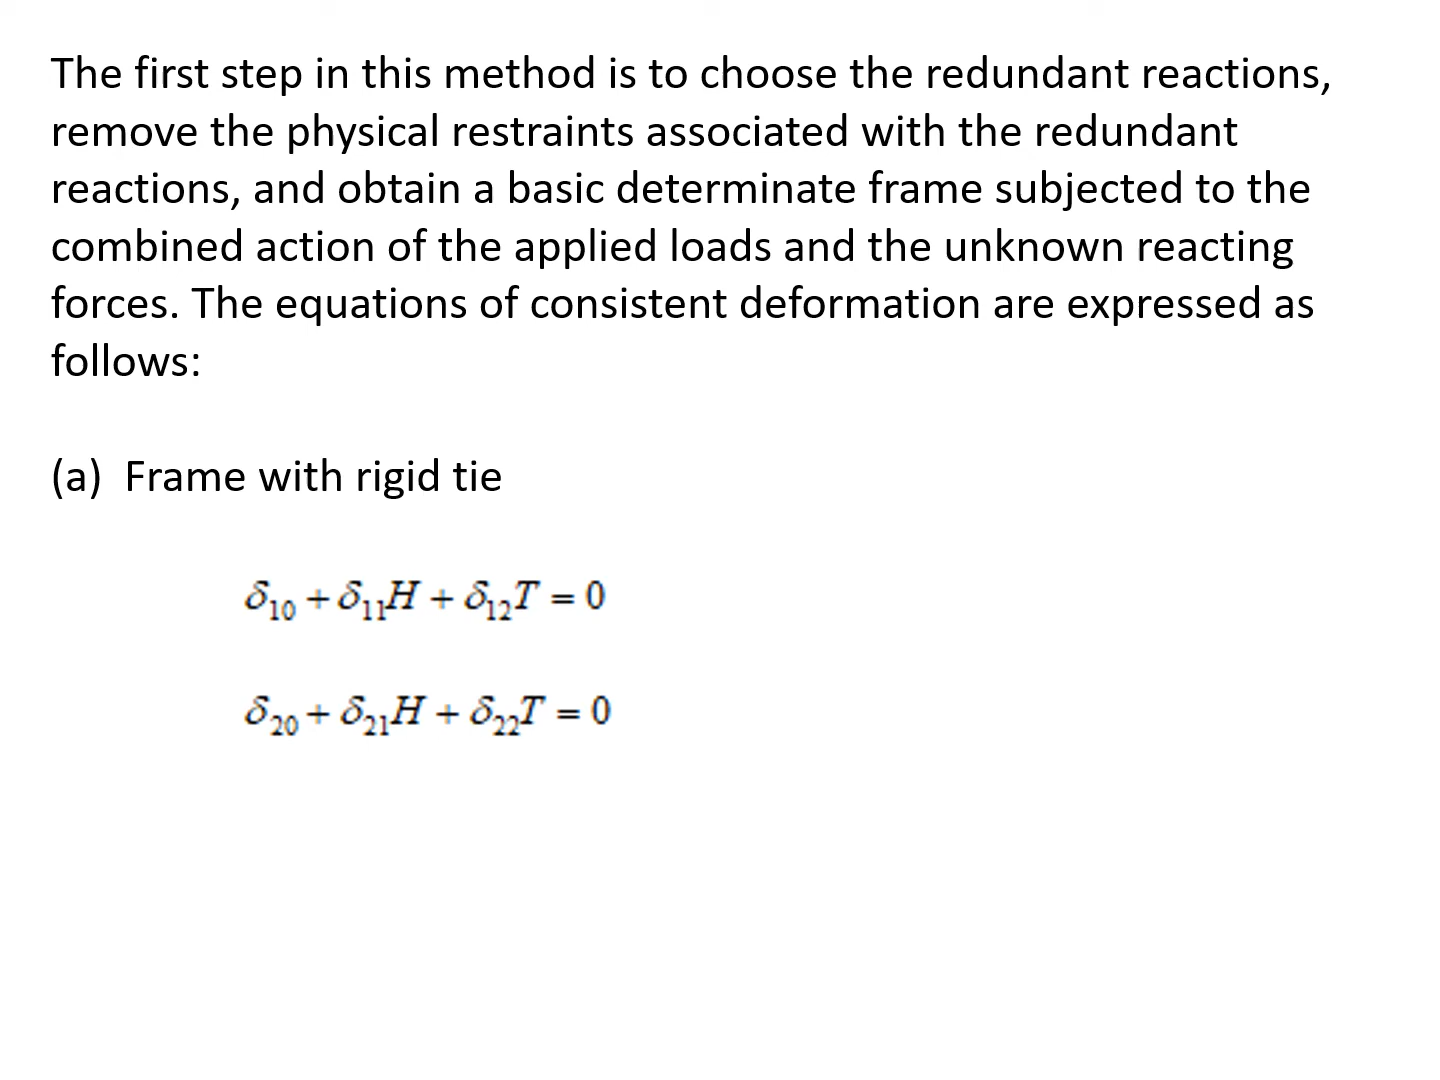 The first step in this method is to choose the redundant reactions,
remove the physical restraints associated with the redundant
reactions, and obtain a basic determinate frame subjected to the
combined action of the applied loads and the unknown reacting
forces. The equations of consistent deformation are expressed as
follows:
(a) Frame with rigid tie
δ₁₀ + δ₁₁H + δ₁₂T = 0
δ₂₀ + δ₂₁H + δ₂₂T = 0